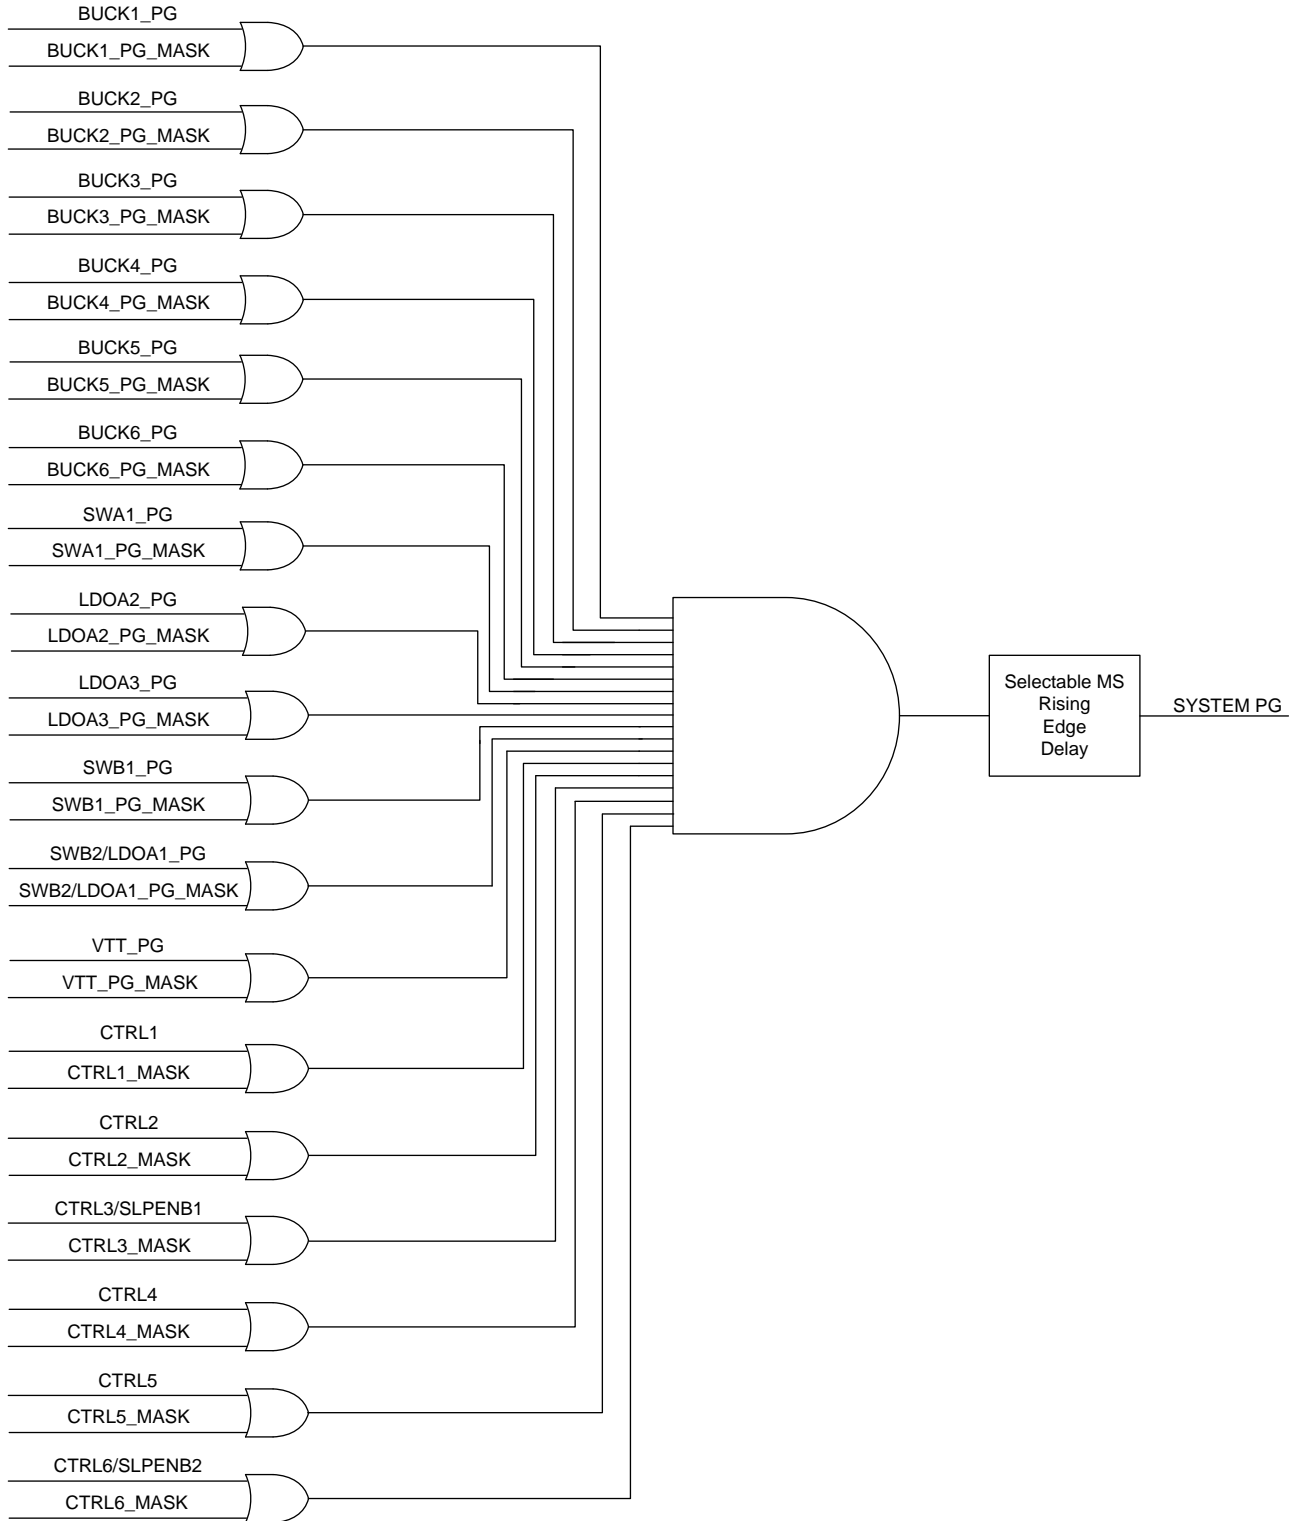 BUCK1_PG
BUCK1_PG_MASK
BUCK2_PG
BUCK2_PG_MASK
BUCK3_PG
BUCK3_PG_MASK
BUCK4_PG
BUCK4_PG_MASK
BUCK5_PG
BUCK5_PG_MASK
BUCK6_PG
BUCK6_PG_MASK
SWA1_PG
SWA1_PG_MASK
LDOA2_PG
LDOA2_PG_MASK
LDOA3_PG
LDOA3_PG_MASK
SWB1_PG
SWB1_PG_MASK
SWB2/LDOA1_PG
SWB2/LDOA1_PG_MASK
VTT_PG
VTT_PG_MASK
CTRL1
CTRL1_MASK
CTRL2
CTRL2_MASK
CTRL3/SLPENB1
CTRL3_MASK
CTRL4
CTRL4_MASK
CTRL5
CTRL5_MASK
CTRL6/SLPENB2
CTRL6_MASK
Selectable MS
Rising
Edge
Delay
SYSTEM PG